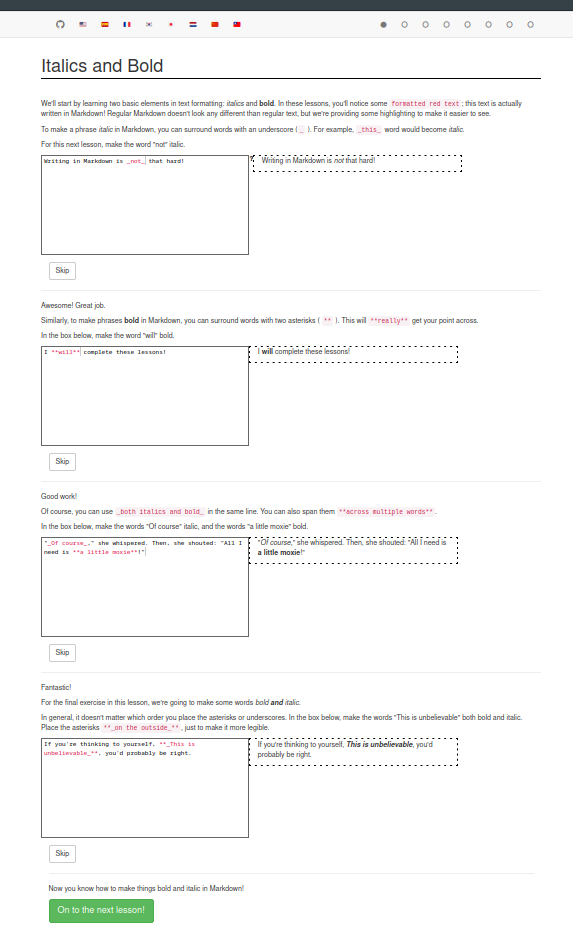 Italics and Bold
We'll start by learning two basic elements in text formatting: italics and bold. In these lessons, you'll notice some formatted red text ; this text is actually
written in Markdown! Regular Markdown doesn't look any different than regular text, but we're providing some highlighting to make it easier to see.
To make a phrase italic in Markdown, you can surround words with an underscore ( _ ). For example, _this_ word would become italic.
For this next lesson, make the word "not" italic.
Writing in Markdown is _not_ that hard!
Writing in Markdown is not that hard!
Skip
Awesome! Great job.
Similarly, to make phrases bold in Markdown, you can surround words with two asterisks ( ** ). This will **really** get your point across.
In the box below, make the word "will" bold.
I **will** complete these lessons!
I will complete these lessons!
Skip
Good work!
Of course, you can use _both italics and bold_ in the same line. You can also span them **across multiple words**.
In the box below, make the words "Of course" italic, and the words "a little moxie" bold.
"_Of course_," she whispered. Then, she shouted: "All I
need is **a little moxie**!"
"Of course," she whispered. Then, she shouted: "All I need is
a little moxie!"
Skip
Fantastic!
For the final exercise in this lesson, we're going to make some words bold and italic.
In general, it doesn't matter which order you place the asterisks or underscores. In the box below, make the words "This is unbelievable" both bold and italic.
Place the asterisks **_on the outside_**, just to make it more legible.
If you're thinking to yourself, **_This is
unbelievable_**, you'd probably be right.
If you're thinking to yourself, This is unbelievable, you'd
probably be right.
Skip
Now you know how to make things bold and italic in Markdown!
On to the next lesson!